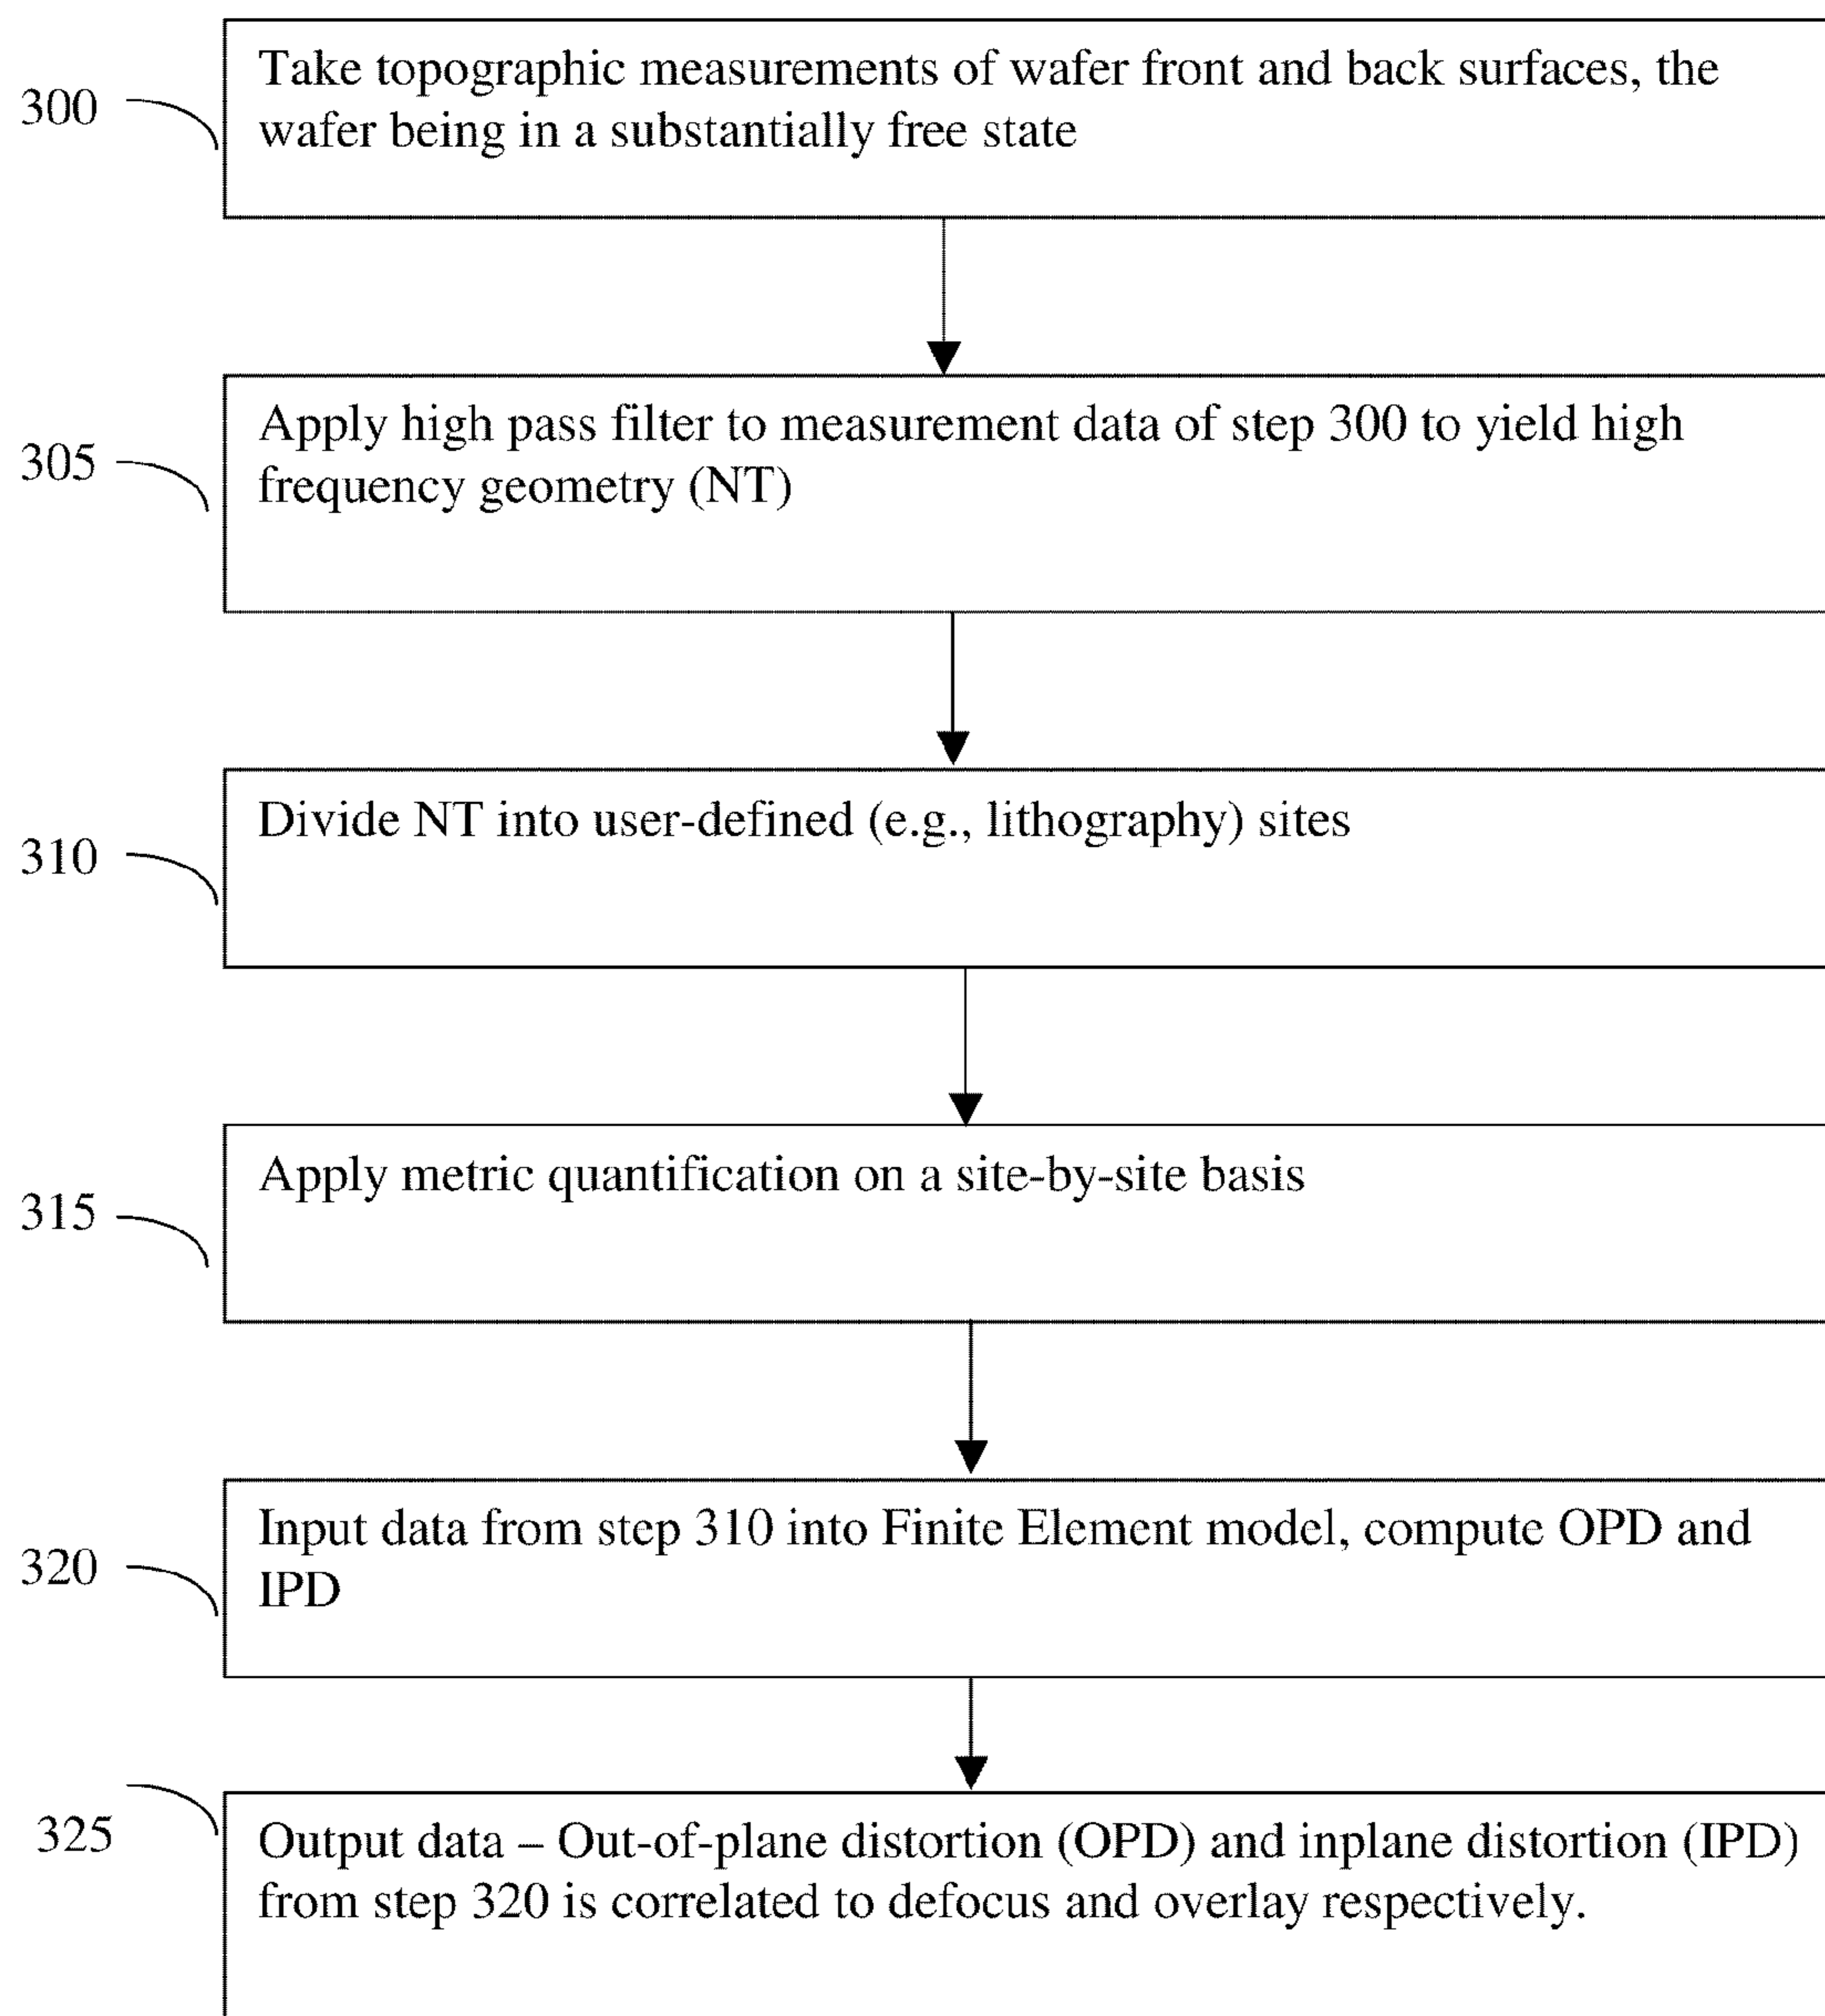 300
Take topographic measurements of wafer front and back surfaces, the
wafer being in a substantially free state
305
Apply high pass filter to measurement data of step 300 to yield high
frequency geometry (NT)
310
Divide NT into user-defined (e.g., lithography) sites
315
Apply metric quantification on a site-by-site basis
320
Input data from step 310 into Finite Element model, compute OPD and
IPD
325
Output data – Out-of-plane distortion (OPD) and inplane distortion (IPD)
from step 320 is correlated to defocus and overlay respectively.